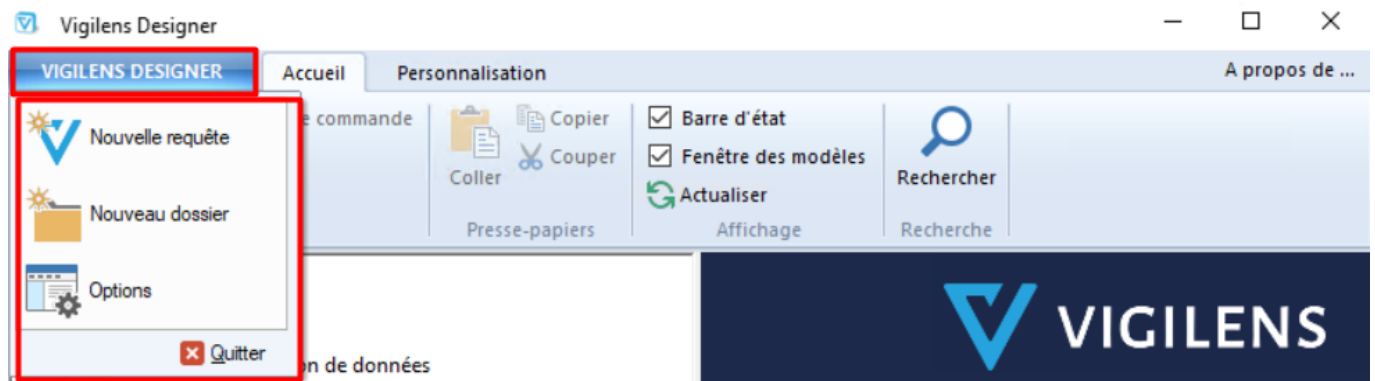 Vigilens Designer
VIGILENS DESIGNER Accueil Personnalisation A propos de ...
Nouvelle requête
Nouveau dossier
Options
Quitter
commande
Coller
Copier
Couper
Presse-papiers
Barre d'état
Fenêtre des modèles
Actualiser
Affichage
Rechercher
Recherche
de données
VIGILENS